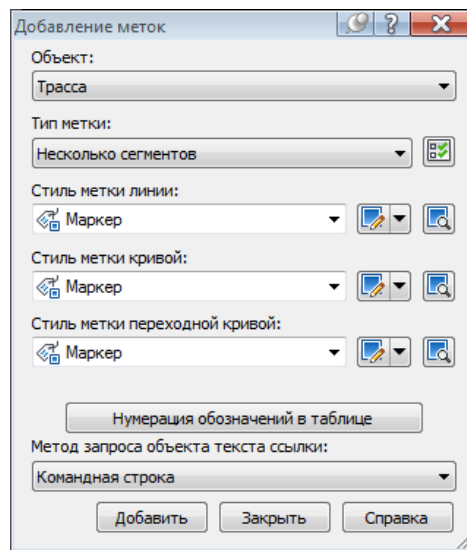 Добавление меток
Объект:
Трасса
Тип метки:
Несколько сегментов
Стиль метки линии:
Маркер
Стиль метки кривой:
Маркер
Стиль метки переходной кривой:
Маркер
Нумерация обозначений в таблице
Метод запроса объекта текста ссылки:
Командная строка
Добавить Закрыть Справка